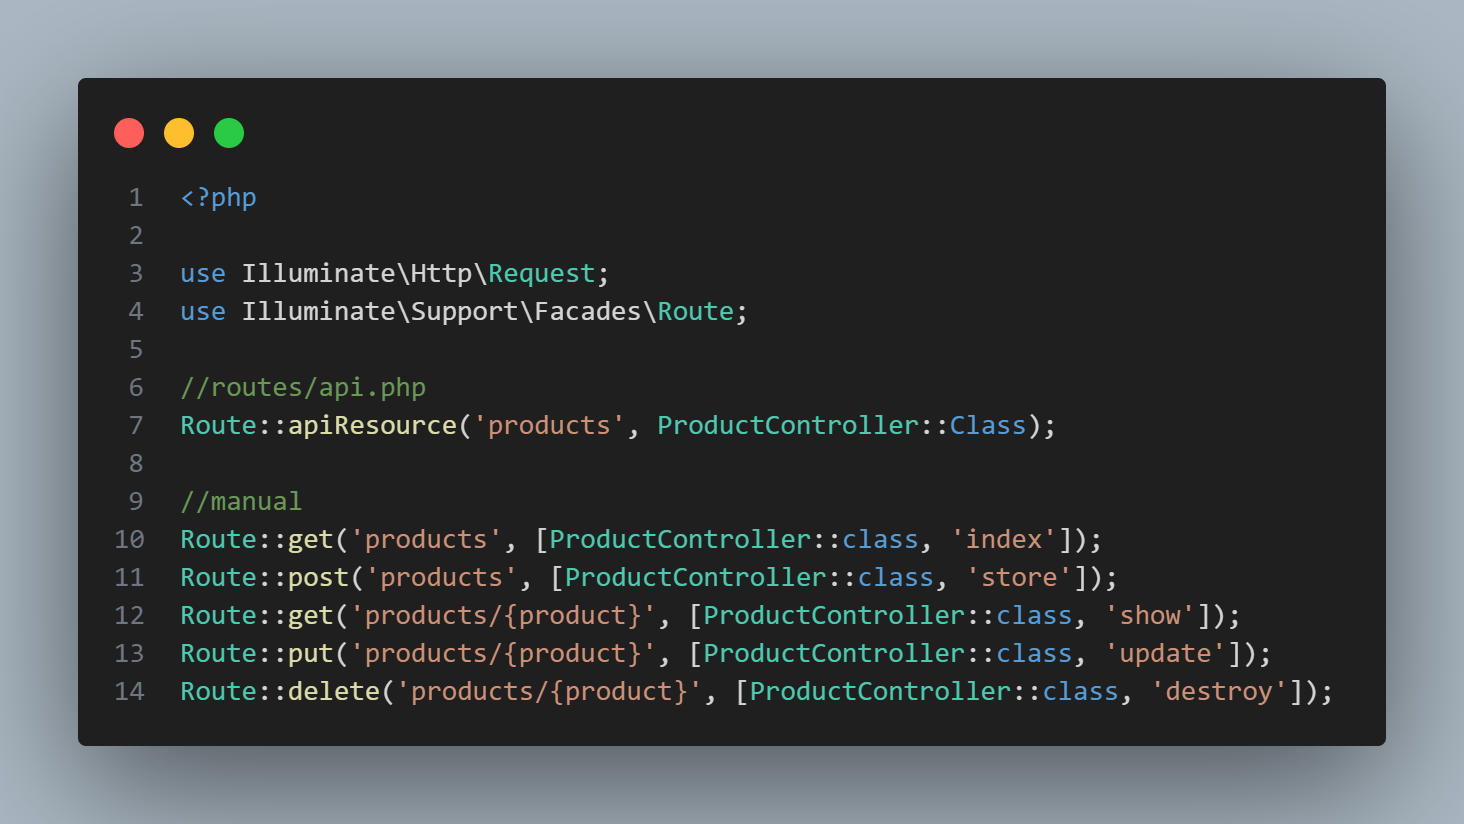 1 <?php
2
3 use Illuminate\Http\Request;
4 use Illuminate\Support\Facades\Route;
5
6 //routes/api.php
7 Route::apiResource('products', ProductController::Class);
8
9 //manual
10 Route::get('products', [ProductController::class, 'index']);
11 Route::post('products', [ProductController::class, 'store']);
12 Route::get('products/{product}', [ProductController::class, 'show']);
13 Route::put('products/{product}', [ProductController::class, 'update']);
14 Route::delete('products/{product}', [ProductController::class, 'destroy']);